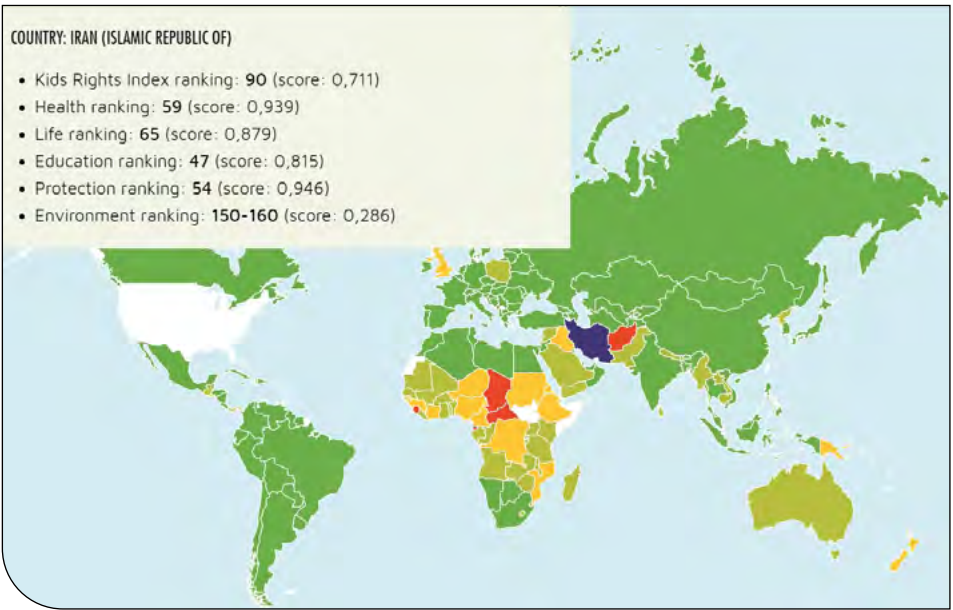 COUNTRY: IRAN (ISLAMIC REPUBLIC OF)
• Kids Rights Index ranking: 90 (score: 0,711)
• Health ranking: 59 (score: 0,939)
• Life ranking: 65 (score: 0,879)
• Education ranking: 47 (score: 0,815)
• Protection ranking: 54 (score: 0,946)
• Environment ranking: 150-160 (score: 0,286)